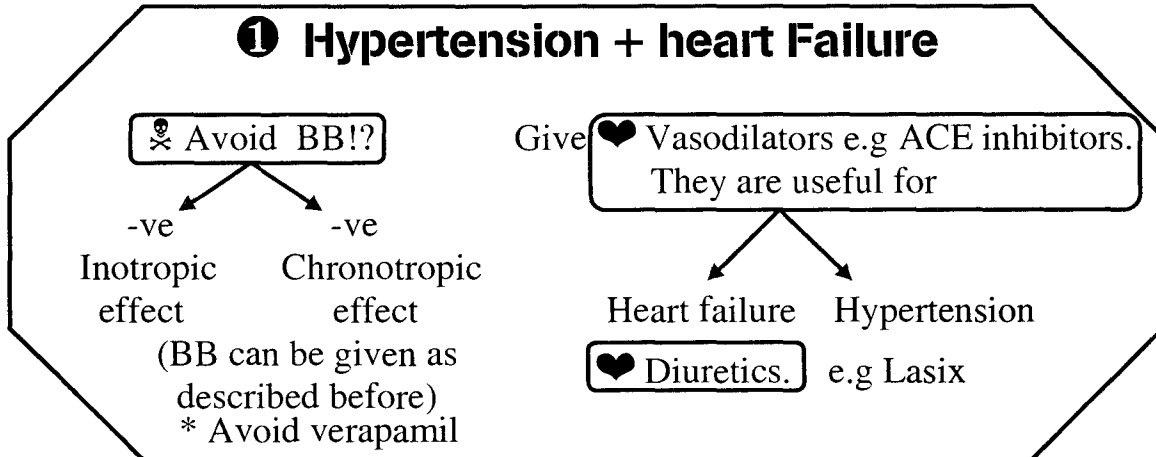 ❶ Hypertension + heart Failure
☠ Avoid BB!?
-ve -ve
Inotropic Chronotropic
effect effect
(BB can be given as
described before)
* Avoid verapamil
Give ♥ Vasodilators e.g ACE inhibitors.
They are useful for
Heart failure Hypertension
♥ Diuretics. e.g Lasix